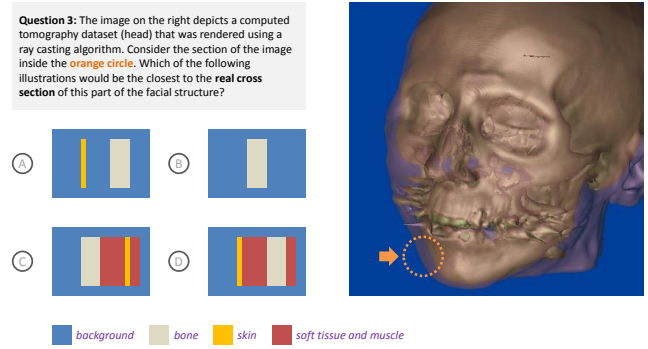 Question 3: The image on the right depicts a computed
tomography dataset (head) that was rendered using a
ray casting algorithm. Consider the section of the image
inside the orange circle. Which of the following
illustrations would be the closest to the real cross
section of this part of the facial structure?
A
B
C
D
background
bone
skin
soft tissue and muscle